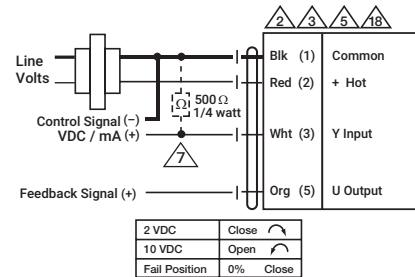 2 3 5 18
Line
Volts
Blk (1) Common
Red (2) + Hot
Ω 500 Ω
1/4 watt
Control Signal (–)
VDC / mA (+)
Wht (3) Y Input
7
Feedback Signal (+)
Org (5) U Output
2 VDC Close
10 VDC Open
Fail Position 0% Close